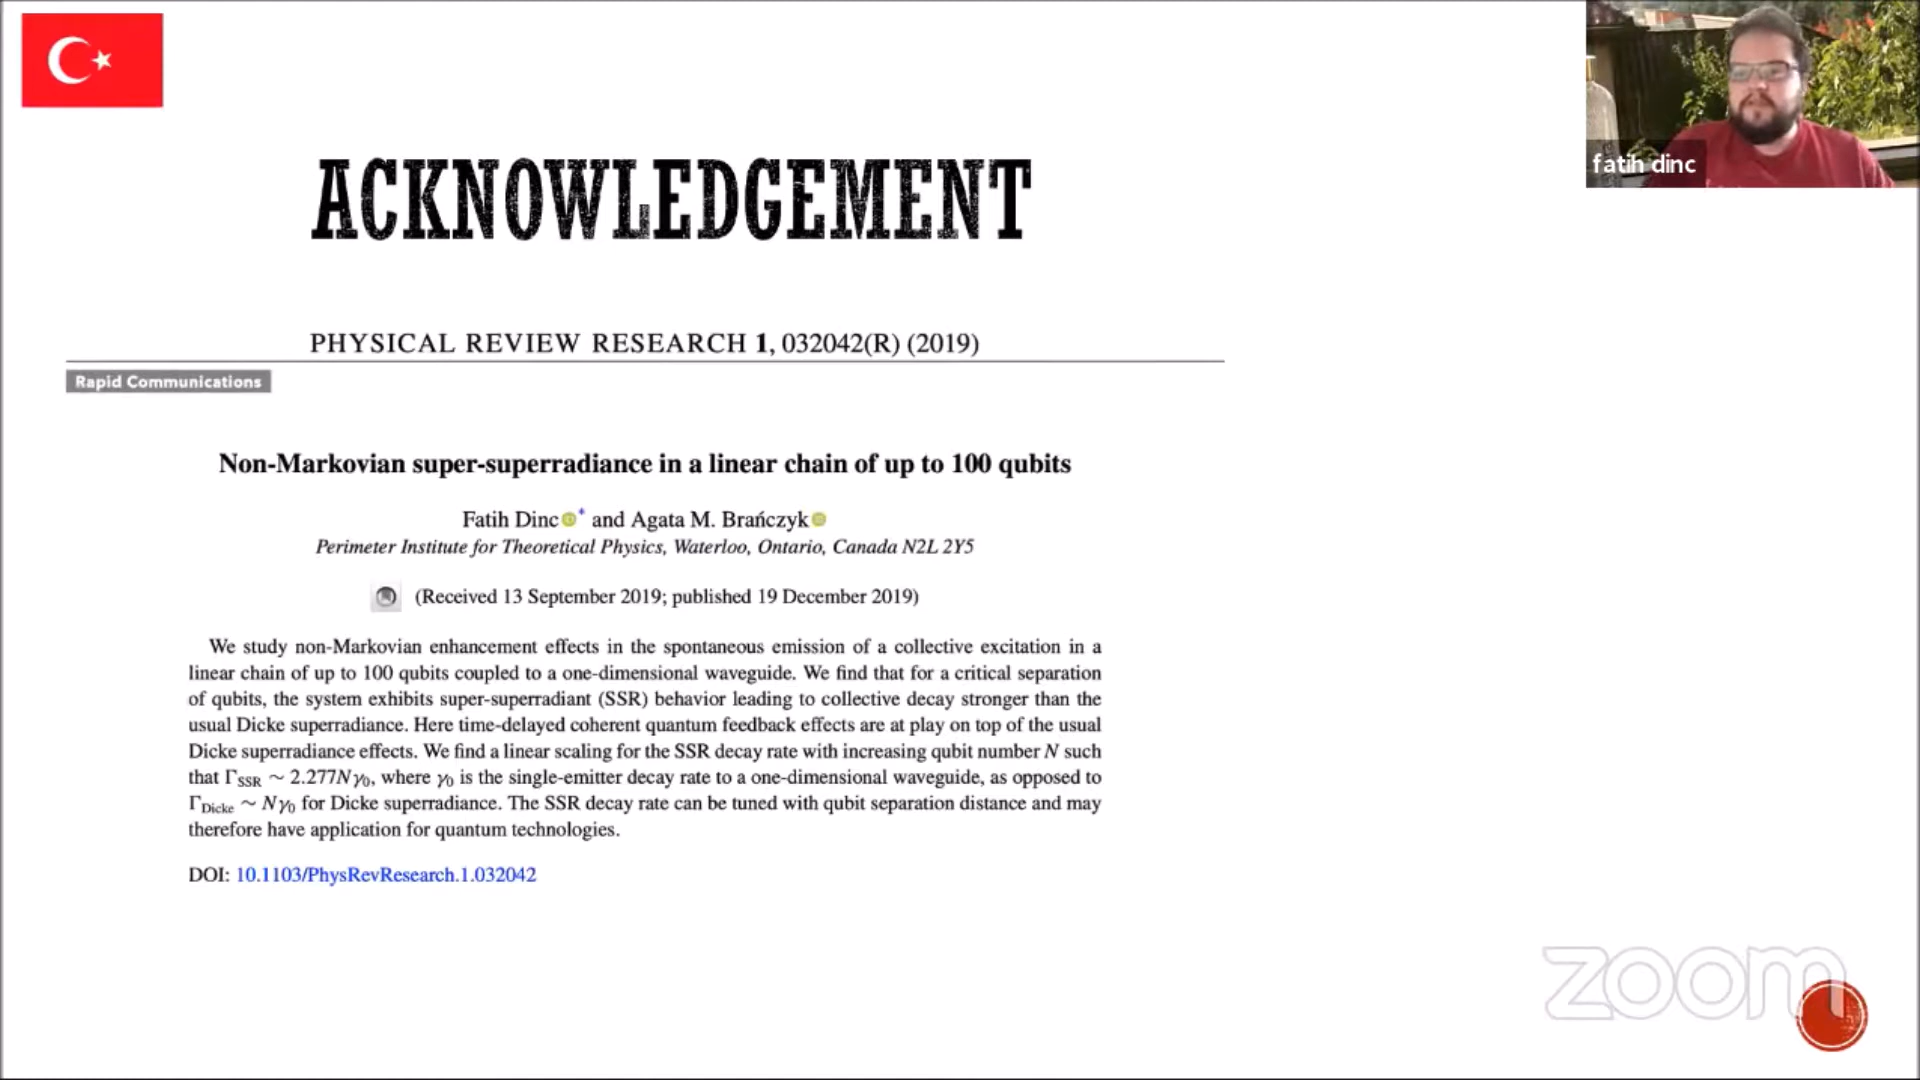 fatih dinc
ACKNOWLEDGEMENT
PHYSICAL REVIEW RESEARCH 1, 032042(R) (2019)
Rapid Communications
Non-Markovian super-superradiance in a linear chain of up to 100 qubits
Fatih Dinc * and Agata M. Brańczyk
Perimeter Institute for Theoretical Physics, Waterloo, Ontario, Canada N2L 2Y5
(Received 13 September 2019; published 19 December 2019)
We study non-Markovian enhancement effects in the spontaneous emission of a collective excitation in a
linear chain of up to 100 qubits coupled to a one-dimensional waveguide. We find that for a critical separation
of qubits, the system exhibits super-superradiant (SSR) behavior leading to collective decay stronger than the
usual Dicke superradiance. Here time-delayed coherent quantum feedback effects are at play on top of the usual
Dicke superradiance effects. We find a linear scaling for the SSR decay rate with increasing qubit number N such
that Γ_SSR ∼ 2.277Nγ₀, where γ₀ is the single-emitter decay rate to a one-dimensional waveguide, as opposed to
Γ_Dicke ∼ Nγ₀ for Dicke superradiance. The SSR decay rate can be tuned with qubit separation distance and may
therefore have application for quantum technologies.
DOI: 10.1103/PhysRevResearch.1.032042
zoom